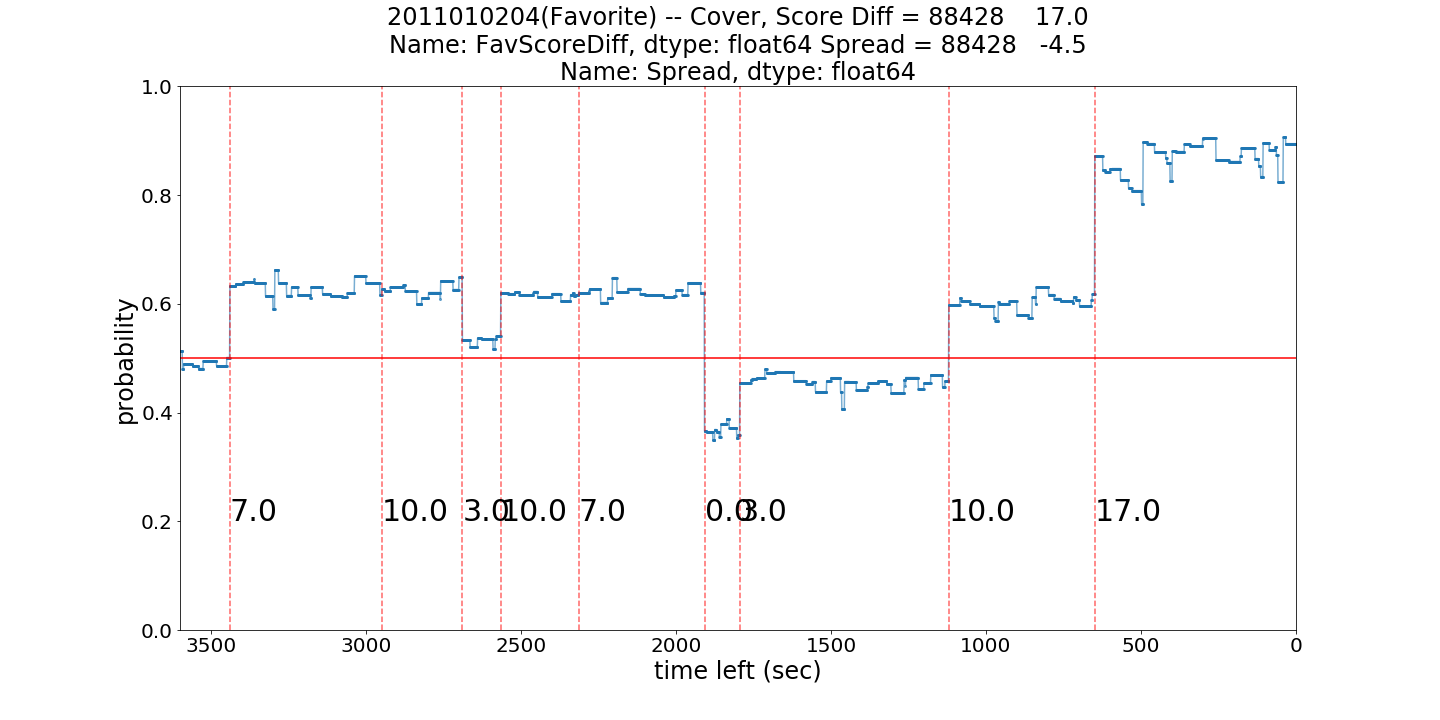 2011010204(Favorite) -- Cover, Score Diff = 88428    17.0
Name: FavScoreDiff, dtype: float64 Spread = 88428   -4.5
Name: Spread, dtype: float64
1.0
0.8
0.6
0.4
0.2
0.0
probability
7.0 10.0 3.0 10.0 7.0 0.0 3.0 10.0 17.0
3500 3000 2500 2000 1500 1000 500 0
time left (sec)